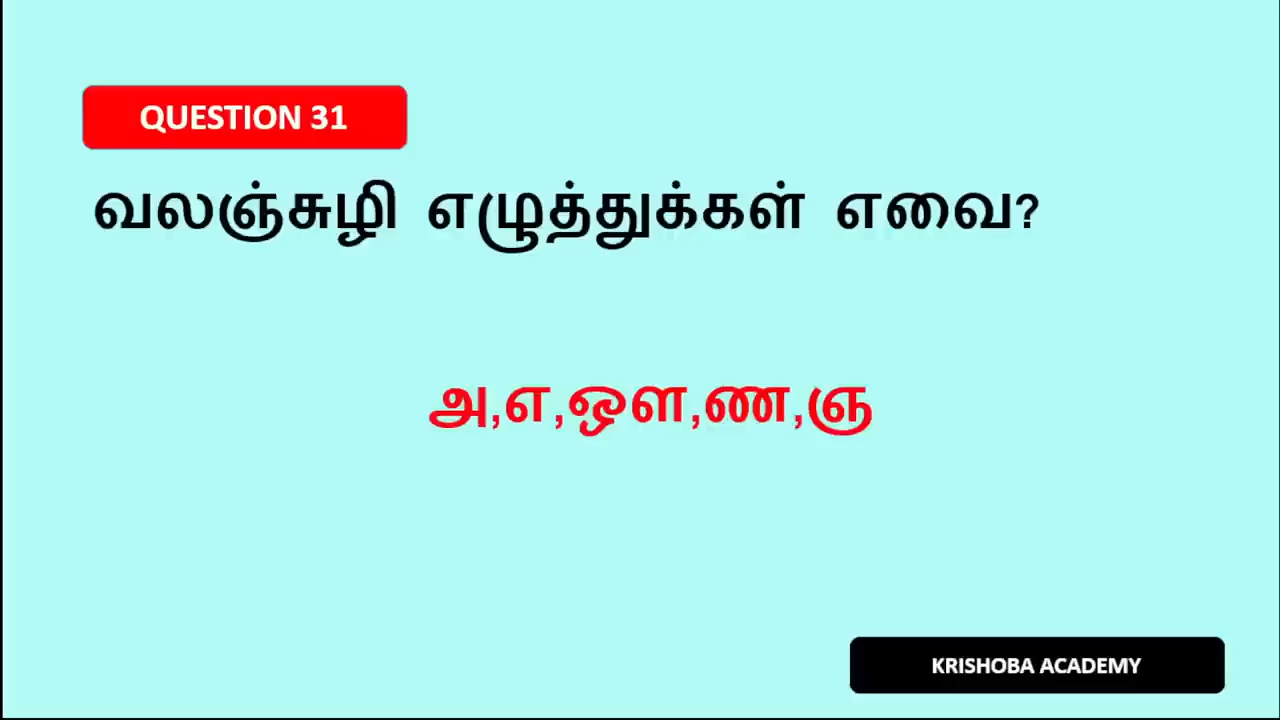 QUESTION 31
வலஞ்சுழி எழுத்துக்கள் எவை?
அ,எ,ஔ,ண,ஞ
KRISHOBA ACADEMY